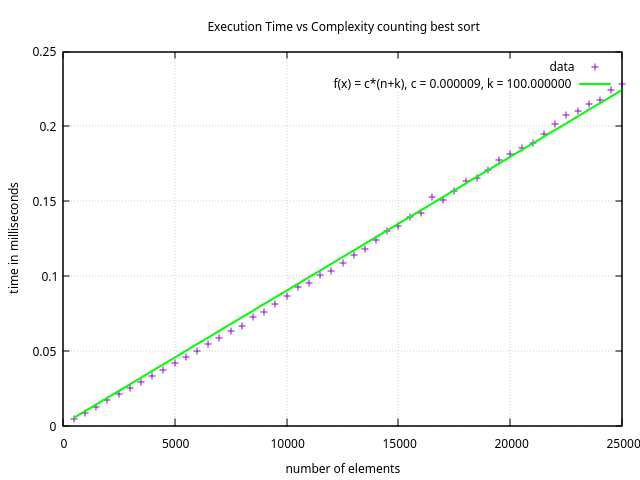 Execution Time vs Complexity counting best sort
data
f(x) = c*(n+k), c = 0.000009, k = 100.000000
0.25
0.2
0.15
0.1
0.05
0
time in milliseconds
0 5000 10000 15000 20000 25000
number of elements